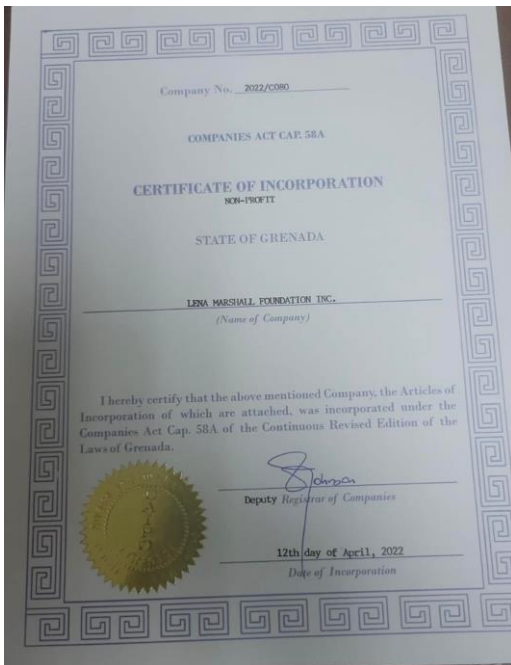 Company No. 2022/C080
COMPANIES ACT CAP. 58A
CERTIFICATE OF INCORPORATION
NON-PROFIT
STATE OF GRENADA
LENA MARSHALL FOUNDATION INC.
(Name of Company)
I hereby certify that the above mentioned Company, the Articles of
Incorporation of which are attached, was incorporated under the
Companies Act Cap. 58A of the Continuous Revised Edition of the
Laws of Grenada.
Deputy Registrar of Companies
12th day of April, 2022
Date of Incorporation